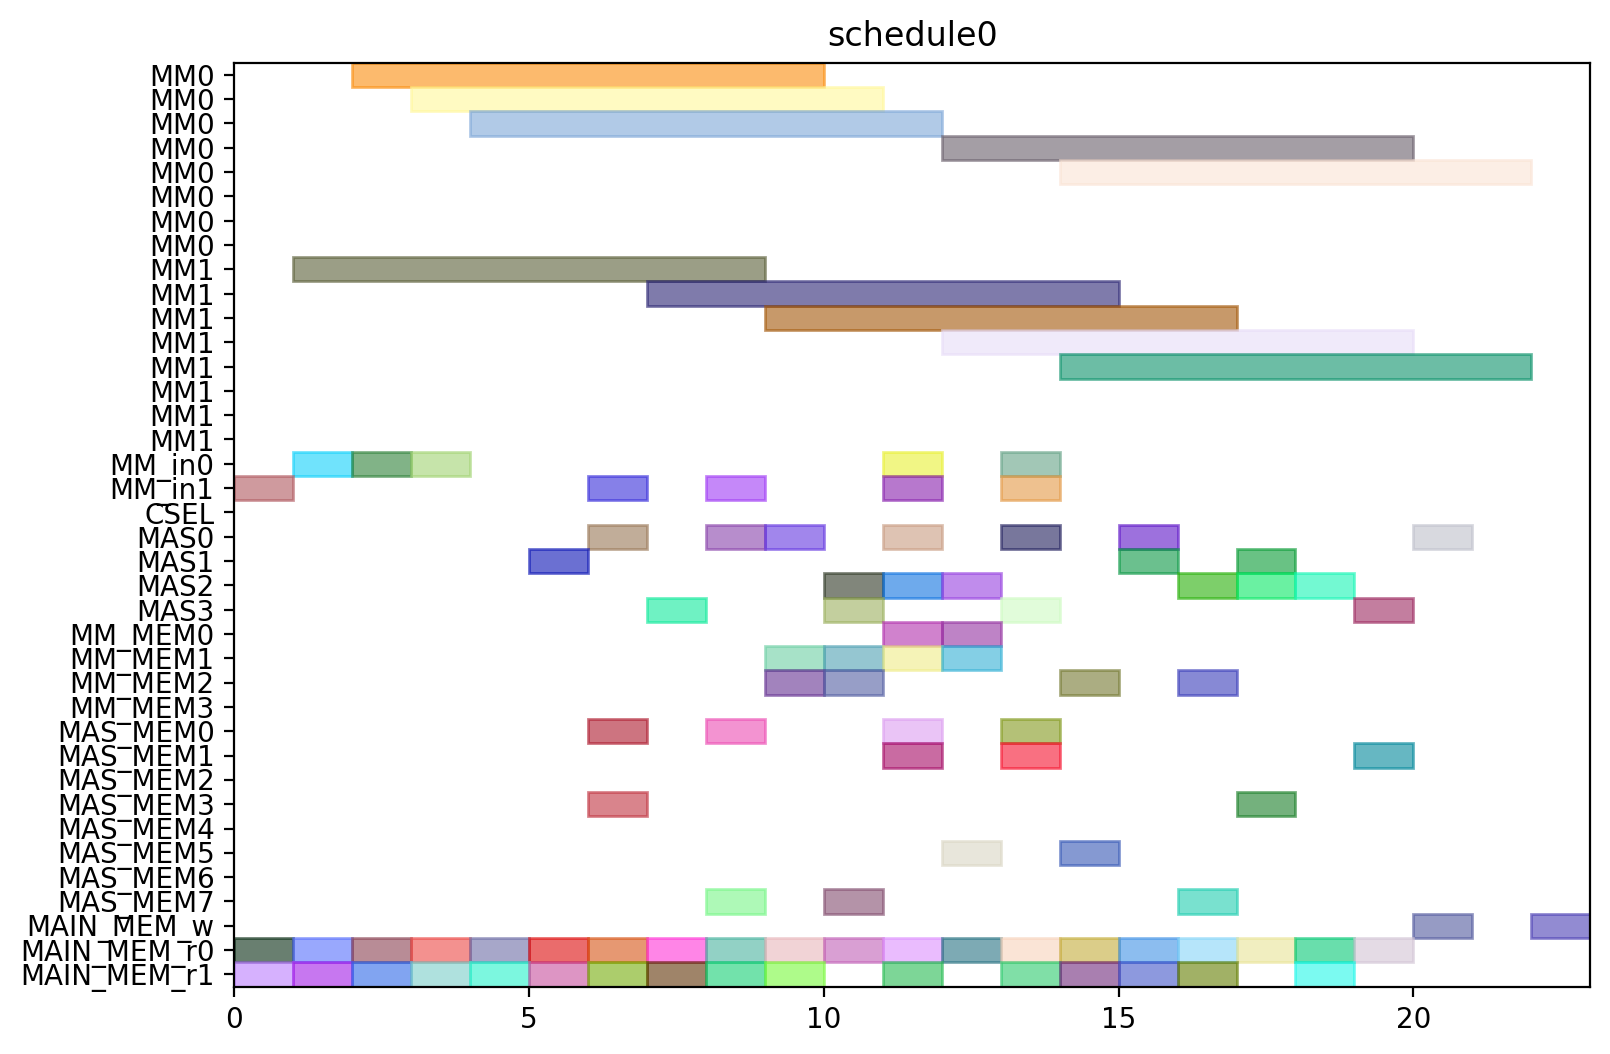 schedule0
MM0
MM0
MM0
MM0
MM0
MM0
MM0
MM0
MM1
MM1
MM1
MM1
MM1
MM1
MM1
MM1
MM_in0
MM_in1
CSEL
MAS0
MAS1
MAS2
MAS3
MM_MEM0
MM_MEM1
MM_MEM2
MM_MEM3
MAS_MEM0
MAS_MEM1
MAS_MEM2
MAS_MEM3
MAS_MEM4
MAS_MEM5
MAS_MEM6
MAS_MEM7
MAIN_MEM_w
MAIN_MEM_r0
MAIN_MEM_r1
0 5 10 15 20